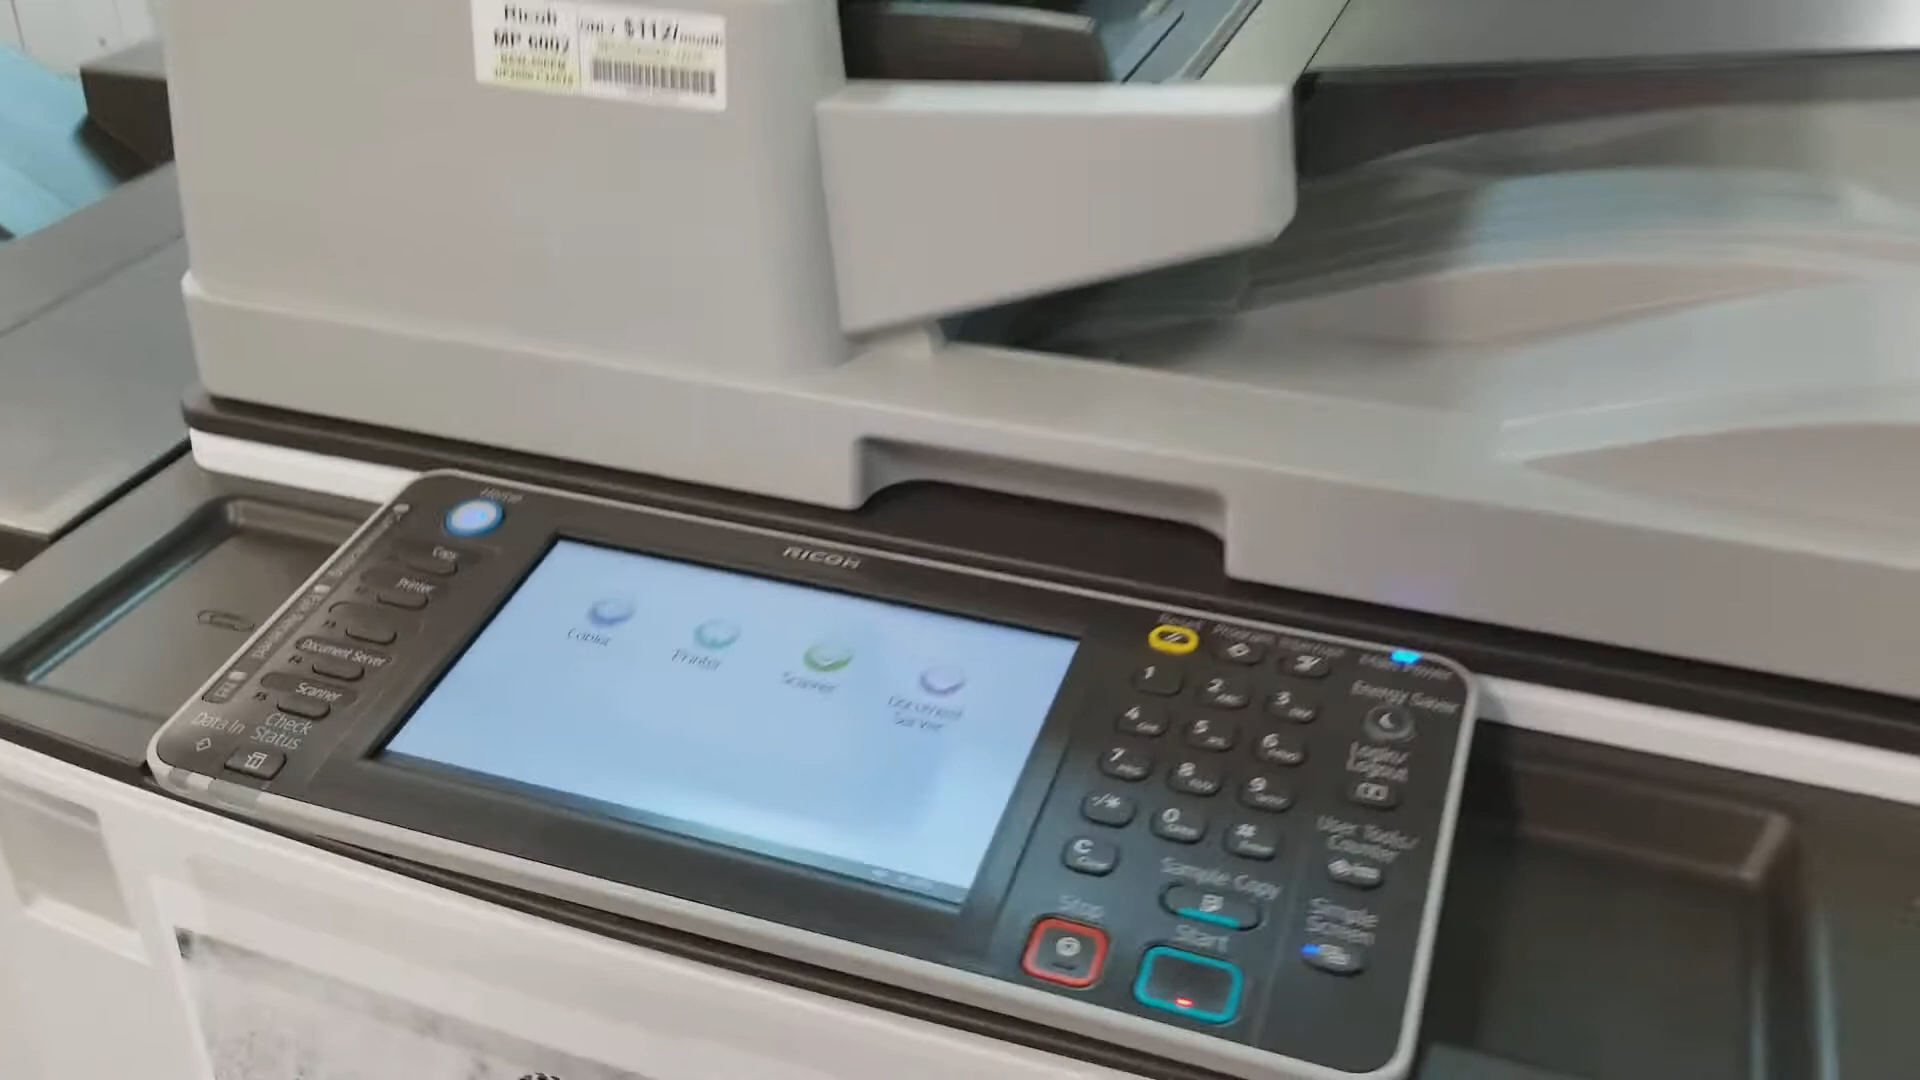 Ricoh
MP 6002
$112/month
RICOH
Home
Copy
Printer
Document Server
Scanner
Data In
Check
Status
Copier
Printer
Scanner
Document
Server
Reset
Program
Main Power
Energy Saver
Login/
Logout
User Tools/
Counter
Simple
Screen
1
2
3
4
5
6
7
8
9
./*
0
#
C
Sample Copy
Stop
Start